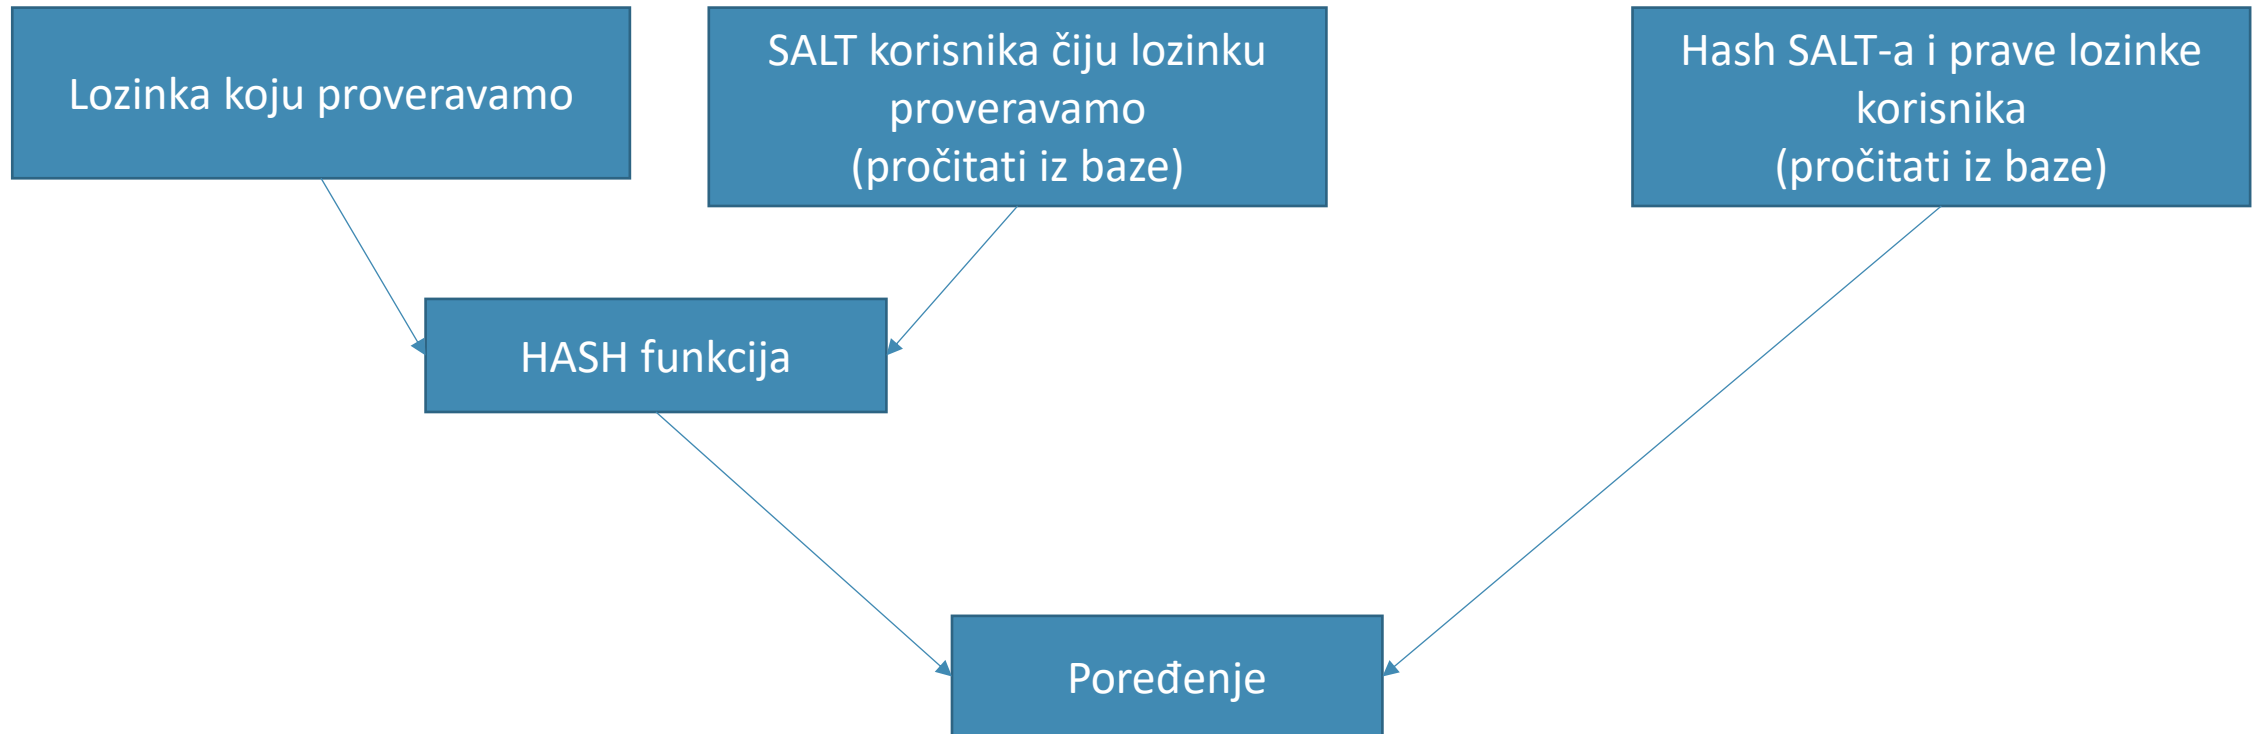 Lozinka koju proveravamo
SALT korisnika čiju lozinku
proveravamo
(pročitati iz baze)
Hash SALT-a i prave lozinke
korisnika
(pročitati iz baze)
HASH funkcija
Poređenje